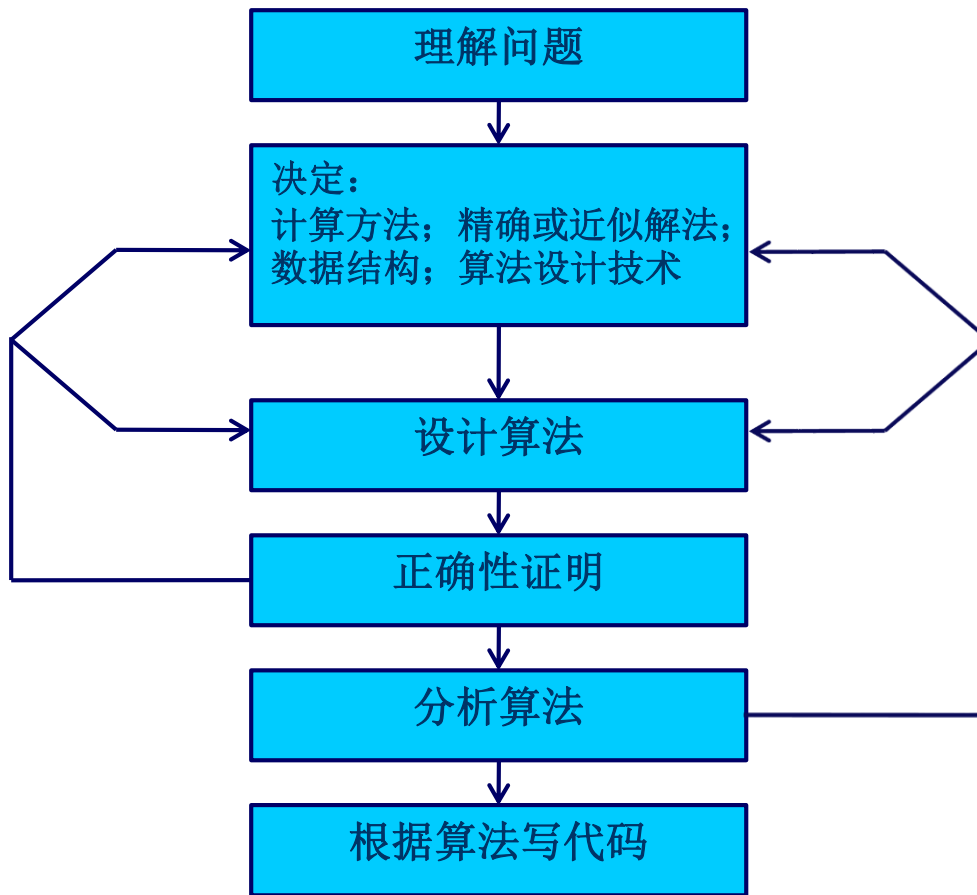 理解问题
决定：
计算方法；精确或近似解法；
数据结构；算法设计技术
设计算法
正确性证明
分析算法
根据算法写代码